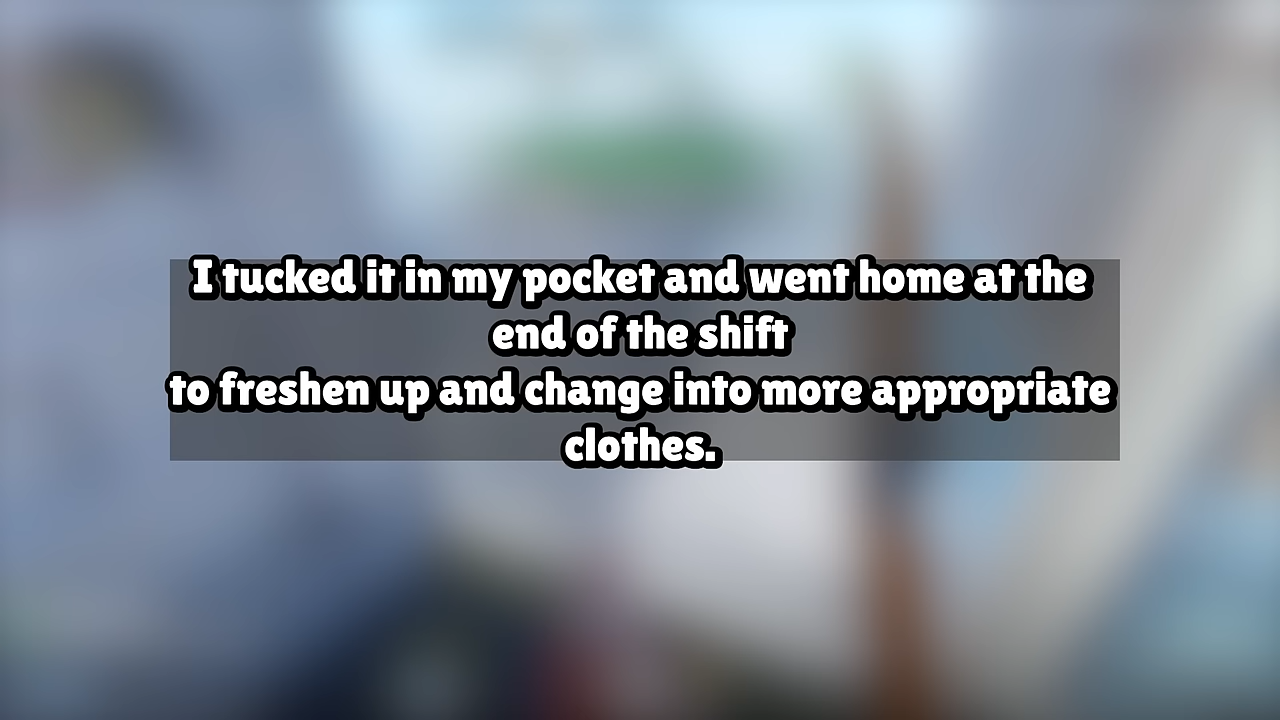 I tucked it in my pocket and went home at the
end of the shift
to freshen up and change into more appropriate
clothes.